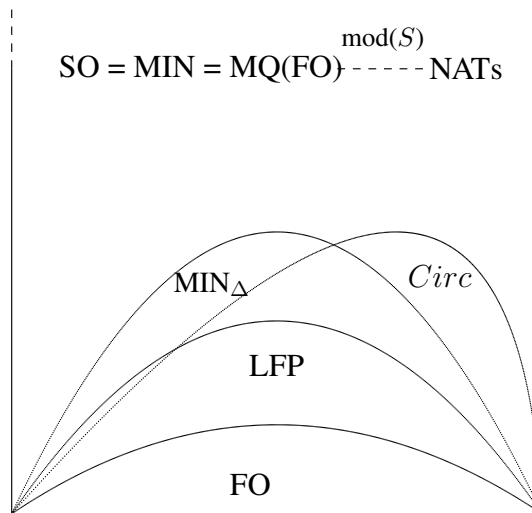 mod(S)
SO = MIN = MQ(FO) NATs
MIN_Δ
Circ
LFP
FO